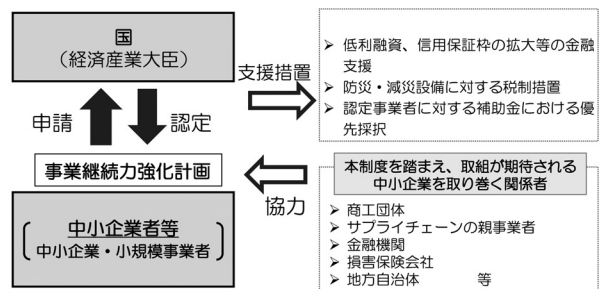 国
（経済産業大臣）
申請
認定
支援措置
➢ 低利融資、信用保証枠の拡大等の金融
支援
➢ 防災・減災設備に対する税制措置
➢ 認定事業者に対する補助金における優
先採択
事業継続力強化計画
中小企業者等
中小企業・小規模事業者
協力
本制度を踏まえ、取組が期待される
中小企業を取り巻く関係者
➢ 商工団体
➢ サプライチェーンの親事業者
➢ 金融機関
➢ 損害保険会社
➢ 地方自治体　　　等